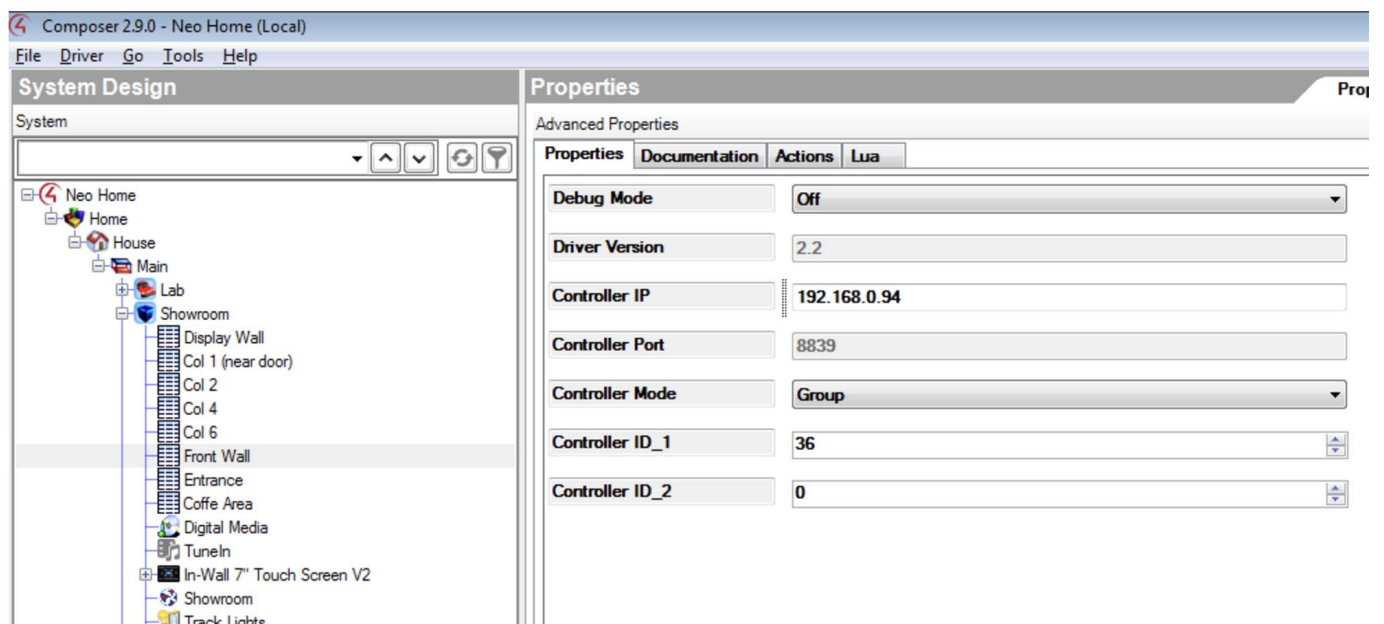 Composer 2.9.0 - Neo Home (Local)
File Driver Go Tools Help
System Design
System
Neo Home
Home
House
Main
Lab
Showroom
Display Wall
Col 1 (near door)
Col 2
Col 4
Col 6
Front Wall
Entrance
Coffe Area
Digital Media
TuneIn
In-Wall 7" Touch Screen V2
Showroom
Track Lights
Properties
Prop
Advanced Properties
Properties Documentation Actions Lua
Debug Mode Off
Driver Version 2.2
Controller IP 192.168.0.94
Controller Port 8839
Controller Mode Group
Controller ID_1 36
Controller ID_2 0